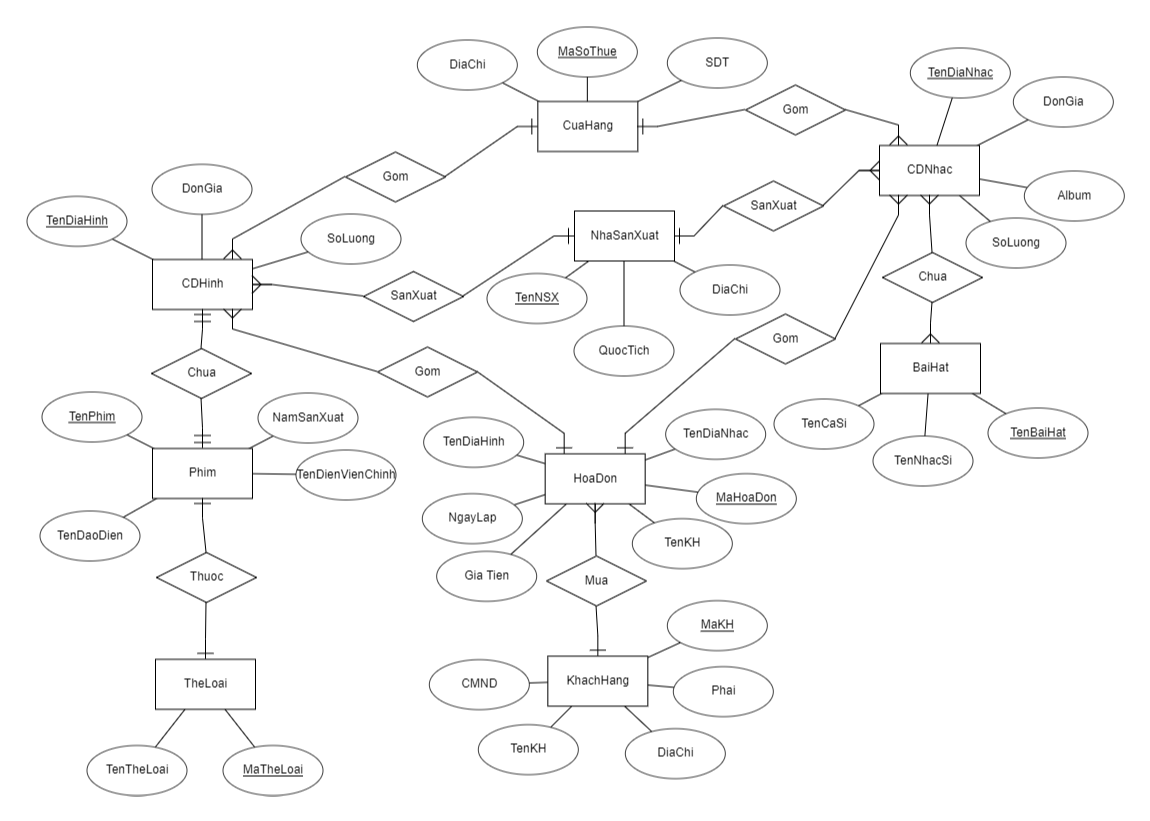 MaSoThue
DiaChi
SDT
TenDiaNhac
DonGia
Gom
CuaHang
CDNhac
Gom
DonGia
Album
SanXuat
TenDiaHinh
SoLuong
NhaSanXuat
SoLuong
CDHinh
SanXuat
TenNSX
DiaChi
Chua
QuocTich
Gom
Chua
Gom
BaiHat
TenPhim
NamSanXuat
TenCaSi
TenBaiHat
TenNhacSi
TenDiaHinh
TenDiaNhac
Phim
TenDienVienChinh
HoaDon
MaHoaDon
NgayLap
TenDaoDien
TenKH
Gia Tien
Thuoc
Mua
MaKH
TheLoai
CMND
KhachHang
Phai
TenKH
DiaChi
TenTheLoai
MaTheLoai